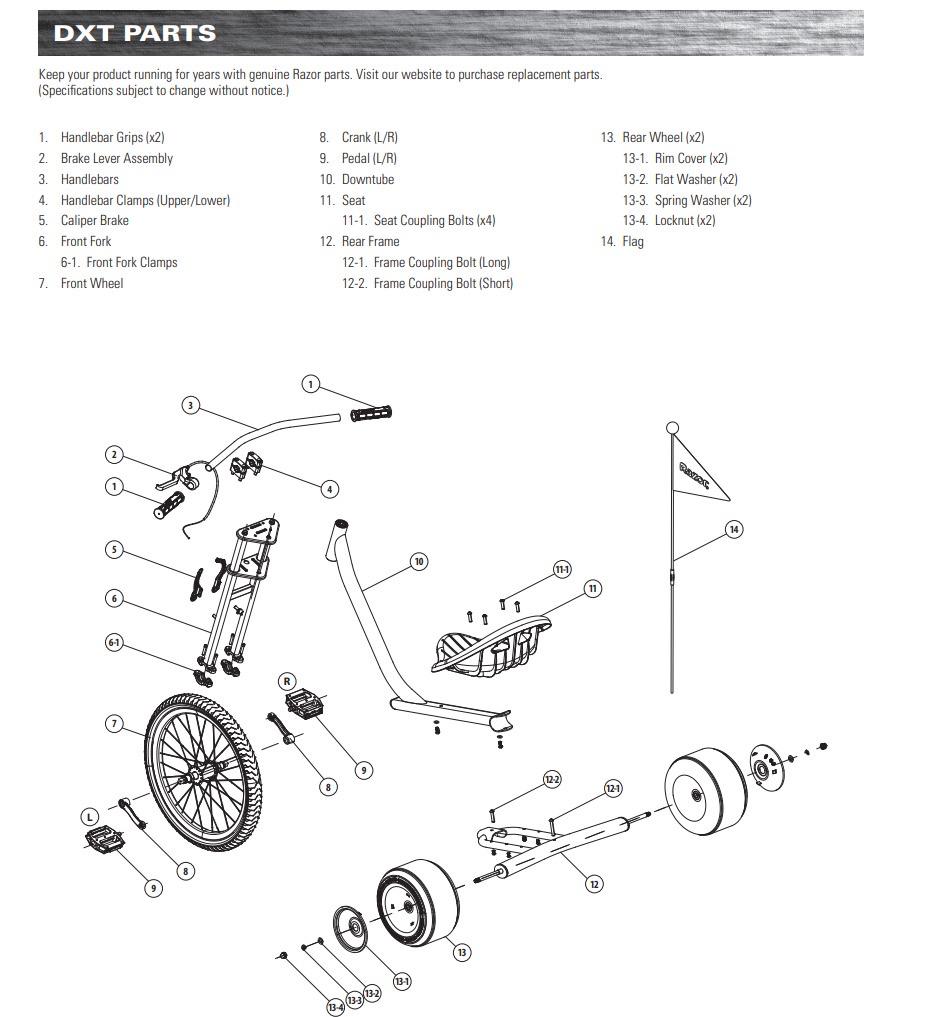 DXT PARTS
Keep your product running for years with genuine Razor parts. Visit our website to purchase replacement parts.
(Specifications subject to change without notice.)
1. Handlebar Grips (x2)
2. Brake Lever Assembly
3. Handlebars
4. Handlebar Clamps (Upper/Lower)
5. Caliper Brake
6. Front Fork
6-1. Front Fork Clamps
7. Front Wheel
8. Crank (L/R)
9. Pedal (L/R)
10. Downtube
11. Seat
11-1. Seat Coupling Bolts (x4)
12. Rear Frame
12-1. Frame Coupling Bolt (Long)
12-2. Frame Coupling Bolt (Short)
13. Rear Wheel (x2)
13-1. Rim Cover (x2)
13-2. Flat Washer (x2)
13-3. Spring Washer (x2)
13-4. Locknut (x2)
14. Flag
1
3
2
1
4
Razor
14
5
10
11-1
11
6
6-1
R
7
9
8
12-2
12-1
L
8
9
12
13
13-1
13-2
13-3
13-4